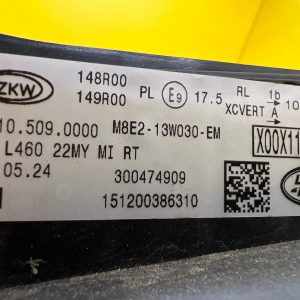 ZKW
148R00
149R00
PL E9 17.5 RL 1b 10
XCVERT A
10.509.0000 M8E2-13W030-EM
X00X11
L460 22MY MI RT
05.24
300474909
151200386310